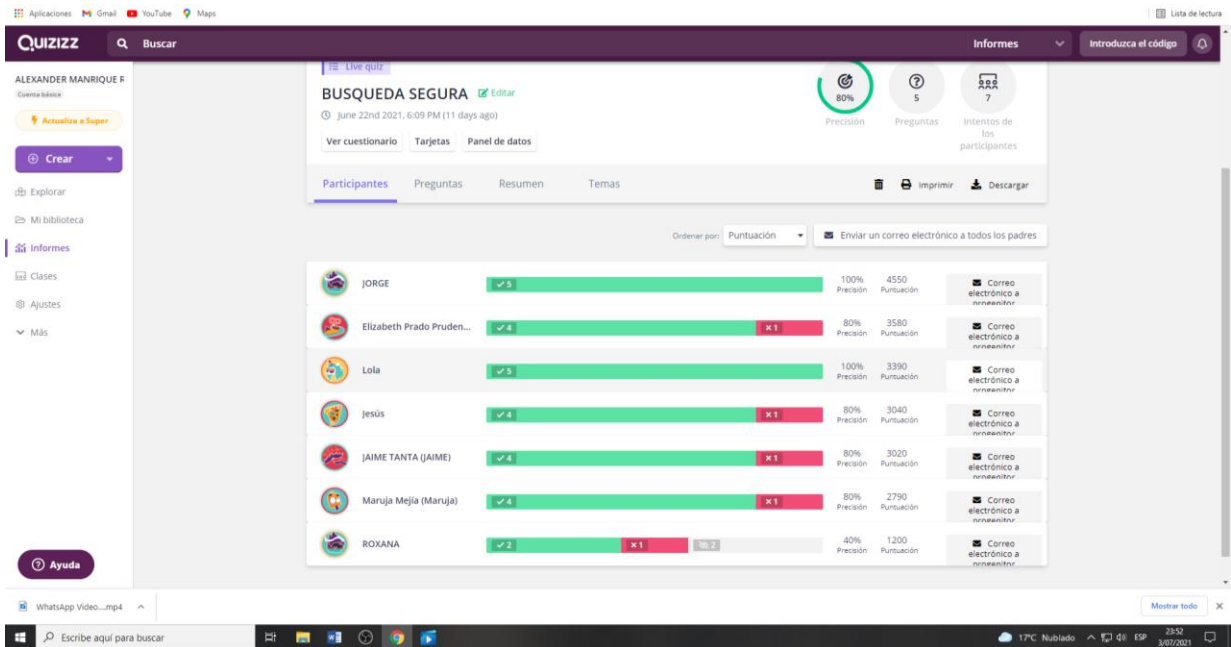 Aplicaciones Gmail YouTube Maps Lista de lectura
QUIZIZZ Buscar Informes Introduzca el código
ALEXANDER MANRIQUE F
Cuenta básica
Actualiza a Super
Crear
Explorar
Mi biblioteca
Informes
Clases
Ajustes
Más
Ayuda
Live quiz
BUSQUEDA SEGURA Editar
June 22nd 2021, 6:09 PM (11 days ago)
Ver cuestionario Tarjetas Panel de datos
80%
Precisión
5
Preguntas
7
Intentos de
los
participantes
Participantes Preguntas Resumen Temas Imprimir Descargar
Ordenar por: Puntuación Enviar un correo electrónico a todos los padres
JORGE 5 100% 4550
Precisión Puntuación
Correo
electrónico a
progenitor
Elizabeth Prado Pruden... 4 1 80% 3580
Precisión Puntuación
Correo
electrónico a
progenitor
Lola 5 100% 3390
Precisión Puntuación
Correo
electrónico a
progenitor
Jesús 4 1 80% 3040
Precisión Puntuación
Correo
electrónico a
progenitor
JAIME TANTA (JAIME) 4 1 80% 3020
Precisión Puntuación
Correo
electrónico a
progenitor
Maruja Mejía (Maruja) 4 1 80% 2790
Precisión Puntuación
Correo
electrónico a
progenitor
ROXANA 2 1 2 40% 1200
Precisión Puntuación
Correo
electrónico a
progenitor
WhatsApp Video....mp4 Mostrar todo
Escribe aquí para buscar 17°C Nublado ESP 23:52
3/07/2021